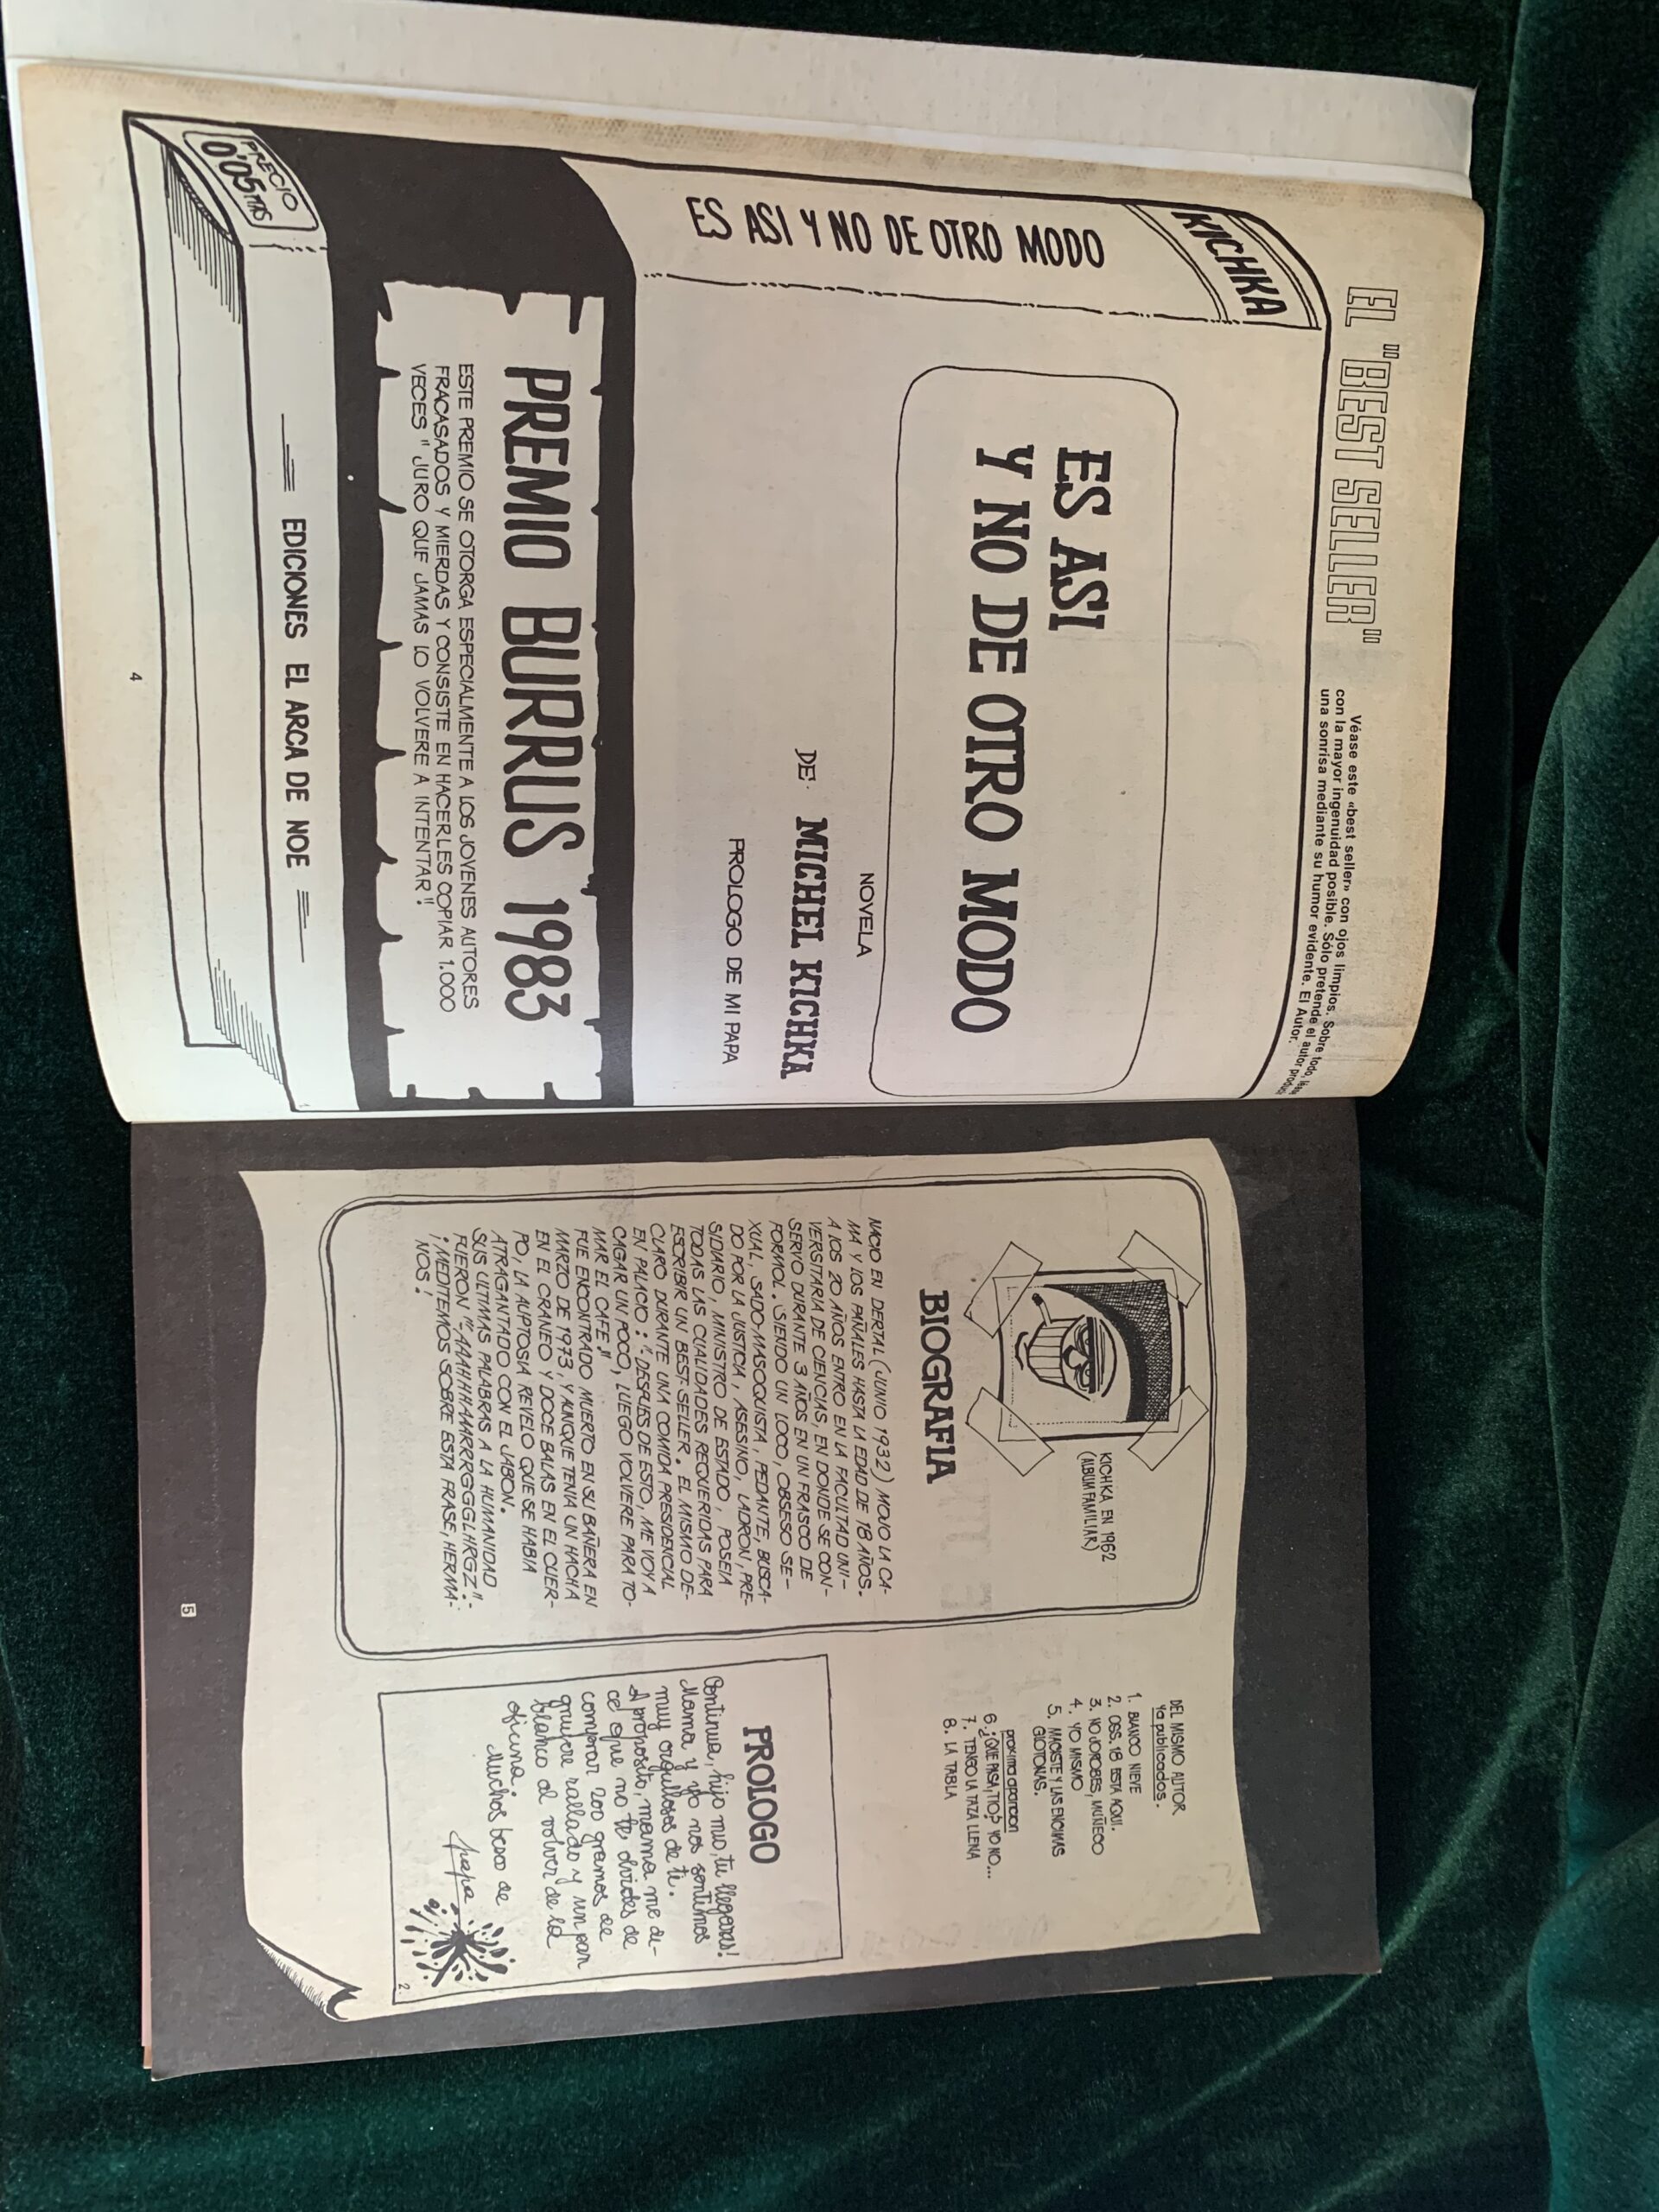 EL "BEST SELLER"
Véase este «best seller» con ojos limpios. Sobre todo,
con la mayor ingenuidad posible. Sólo pretende el autor
una sonrisa mediante su humor evidente. El Autor.
KICHKA
ES ASI Y NO DE OTRO MODO
ES ASI
Y NO DE OTRO MODO
NOVELA
DE MICHEL KICHKA
PROLOGO DE MI PAPA
PREMIO BURRUS 1983
ESTE PREMIO SE OTORGA ESPECIALMENTE A LOS JOVENES AUTORES
FRACASADOS Y MIERDAS Y CONSISTE EN HACERLES COPIAR 1.000
VECES "JURO QUE JAMAS LO VOLVERE A INTENTAR"
PRECIO
0'05 PTAS
EDICIONES EL ARCA DE NOE
1
4
KICHKA EN 1962
(ALBUM FAMILIAR)
BIOGRAFIA
NACIO EN DERTAL (JUNIO 1932) MOJO LA CA-
MA Y LOS PAÑALES HASTA LA EDAD DE 18 AÑOS.
A LOS 20 AÑOS ENTRO EN LA FACULTAD UNI-
VERSITARIA DE CIENCIAS, EN DONDE SE CON-
SERVO DURANTE 3 AÑOS EN UN FRASCO DE
FORMOL. SIENDO UN LOCO, OBSESO SE-
XUAL, SADO-MASOQUISTA, PEDANTE, BUSCA-
DO POR LA JUSTICIA, ASESINO, LADRON, PRE-
SIDIARIO, MINISTRO DE ESTADO, POSEIA
TODAS LAS CUALIDADES REQUERIDAS PARA
ESCRIBIR UN BEST-SELLER. EL MISMO DE-
CLARO DURANTE UNA COMIDA PRESIDENCIAL
EN PALACIO: "DESPUES DE ESTO, ME VOY A
CAGAR UN POCO, LUEGO VOLVERE PARA TO-
MAR EL CAFE."
FUE ENCONTRADO MUERTO EN SU BAÑERA EN
MARZO DE 1973, Y AUNQUE TENIA UN HACHA
EN EL CRANEO Y DOCE BALAS EN EL CUER-
PO, LA AUPTOSIA REVELO, QUE SE HABIA
ATRAGANTADO CON EL JABON.
SUS ULTIMAS PALABRAS A LA HUMANIDAD
FUERON "-AAAHHHAARRRGGGLHRGZ"-
¡MEDITEMOS SOBRE ESTA FRASE, HERMA-
NOS!
DEL MISMO AUTOR
Ya publicados.
1. BLANCO NIEVE
2. OSS. 18 ESTA AQUI.
3. NO JOROBES, MUÑECO
4. YO MISMO
5. MACISTE Y LAS ENCIMAS
GLOTONAS.
proxima aparicion
6. ¿QUE PASA, TIO? YO NO...
7. TENGO LA TAZA LLENA
8. LA TABLA
PROLOGO
Continua, hijo mio, tu llegaras!
Mama y yo nos sentimos
muy orgullosos de ti.
A proposito, mama me di-
ce que no te olvides de
comprar 200 gramos de
gruyere rallado y un pan
blanco al volver de la
oficina.
Muchos besos de
papa
2.
5